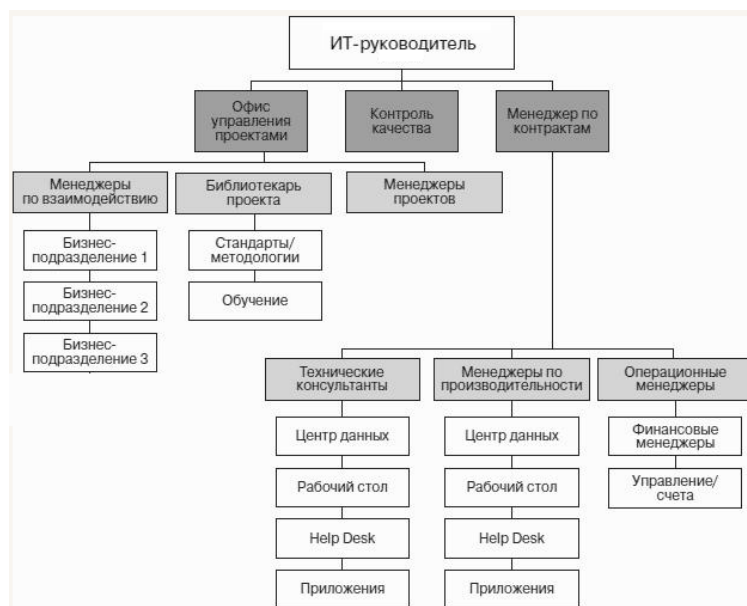 ИТ-руководитель
Офис
управления
проектами
Контроль
качества
Менеджер по
контрактам
Менеджеры
по взаимодействию
Библиотекарь
проекта
Менеджеры
проектов
Бизнес-
подразделение 1
Бизнес-
подразделение 2
Бизнес-
подразделение 3
Стандарты/
методологии
Обучение
Технические
консультанты
Менеджеры по
производительности
Операционные
менеджеры
Центр данных
Рабочий стол
Help Desk
Приложения
Центр данных
Рабочий стол
Help Desk
Приложения
Финансовые
менеджеры
Управление/
счета